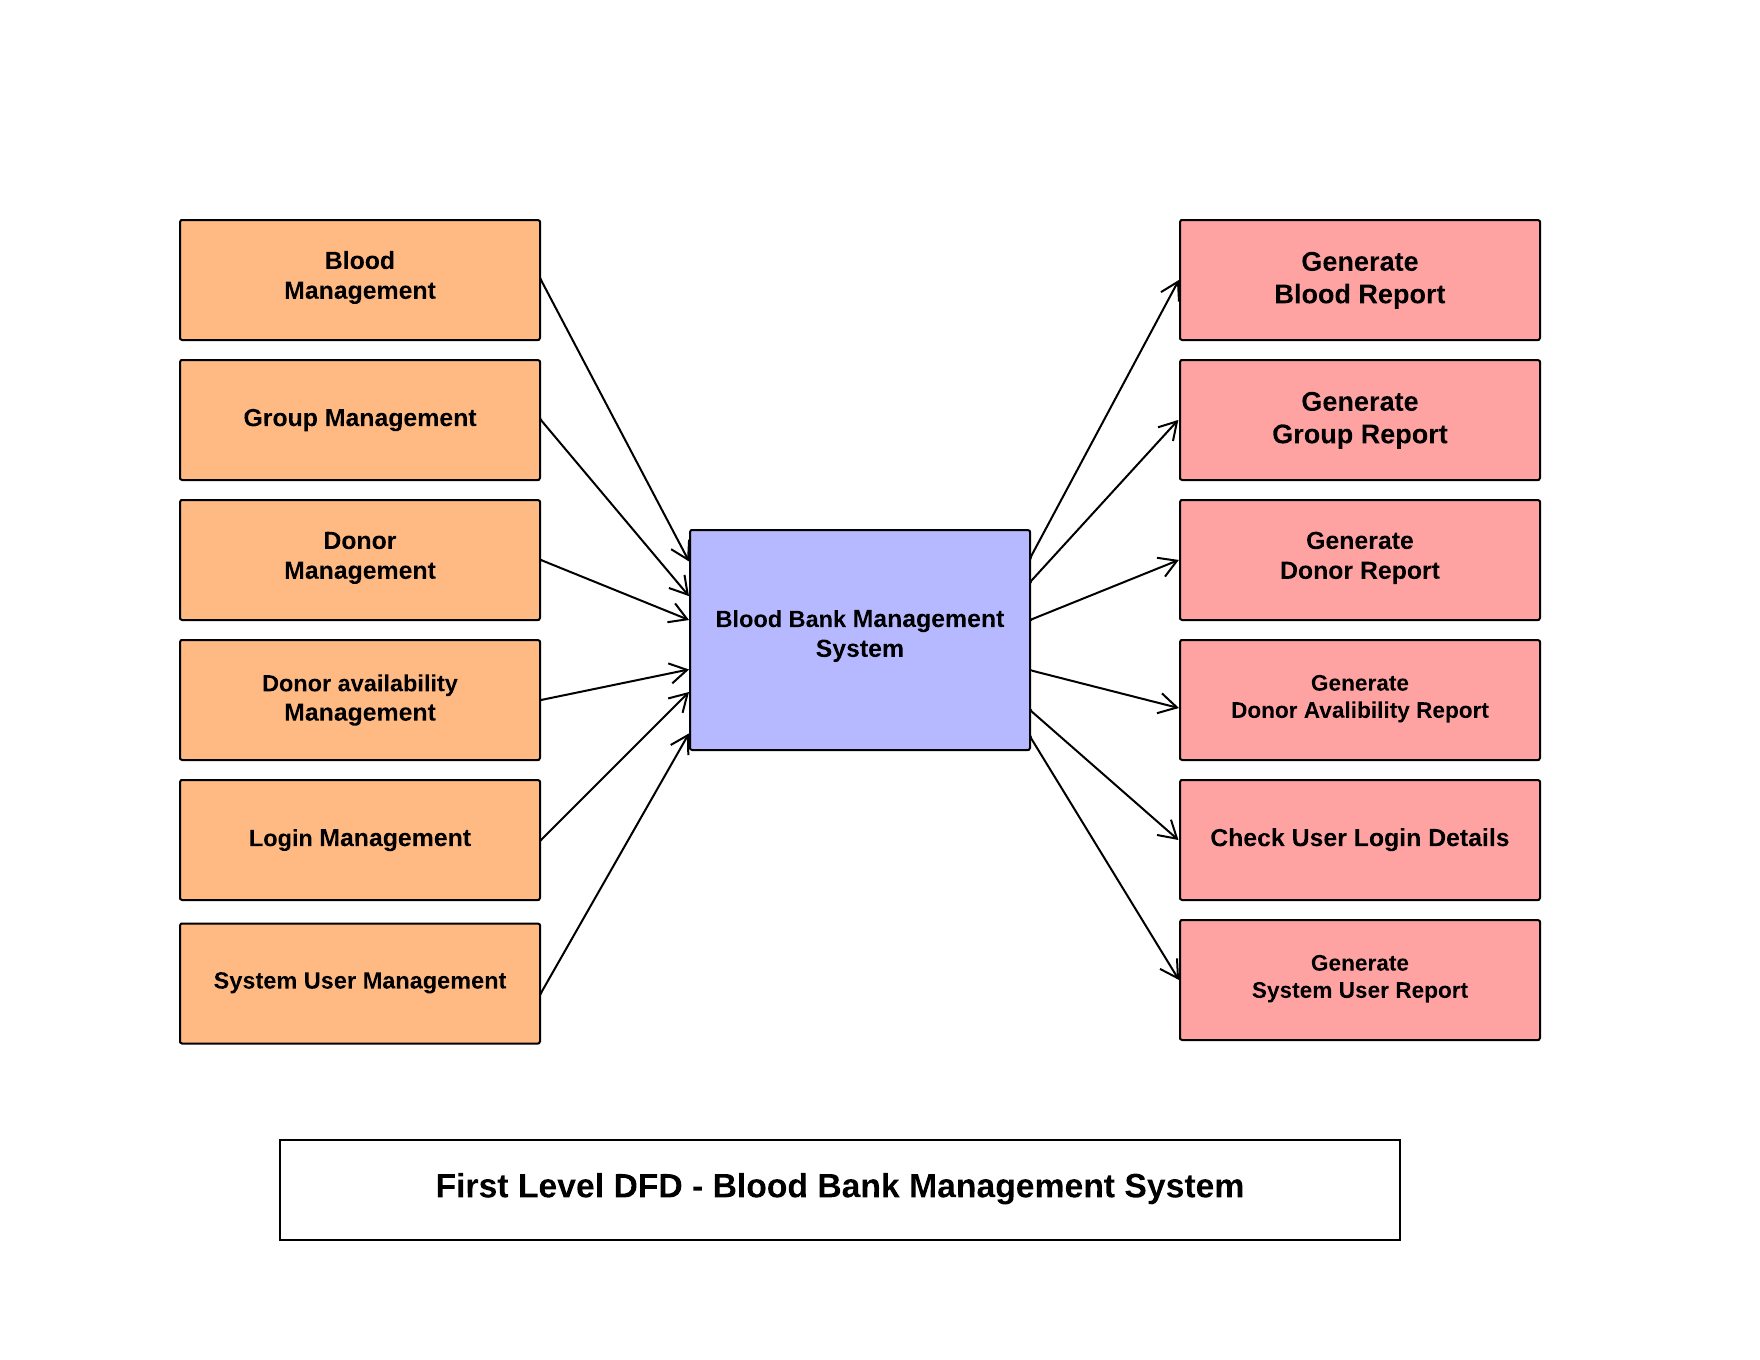 Blood
Management
Group Management
Donor
Management
Donor availability
Management
Login Management
System User Management
Blood Bank Management
System
Generate
Blood Report
Generate
Group Report
Generate
Donor Report
Generate
Donor Avalibility Report
Check User Login Details
Generate
System User Report
First Level DFD - Blood Bank Management System